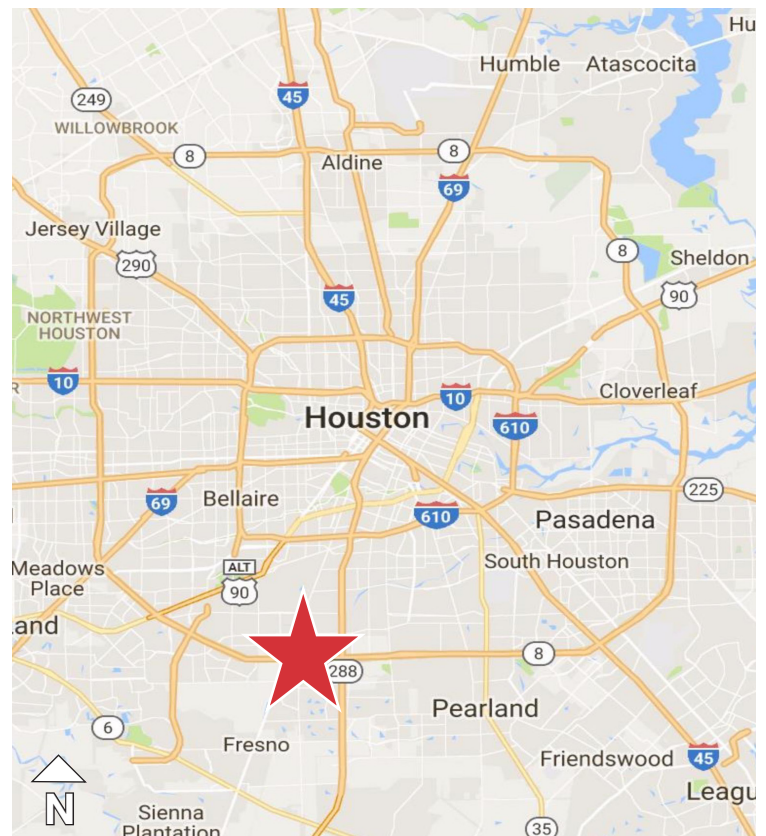 Hu
Humble
Atascocita
45
249
WILLOWBROOK
8
8
Aldine
69
Jersey Village
8
Sheldon
290
45
90
NORTHWEST
HOUSTON
R
10
10
Cloverleaf
Houston
610
69
Bellaire
225
610
Pasadena
South Houston
Meadows
Place
ALT
90
and
8
288
Pearland
6
Fresno
Friendswood
45
Leagu
N
Sienna
Plantation
35